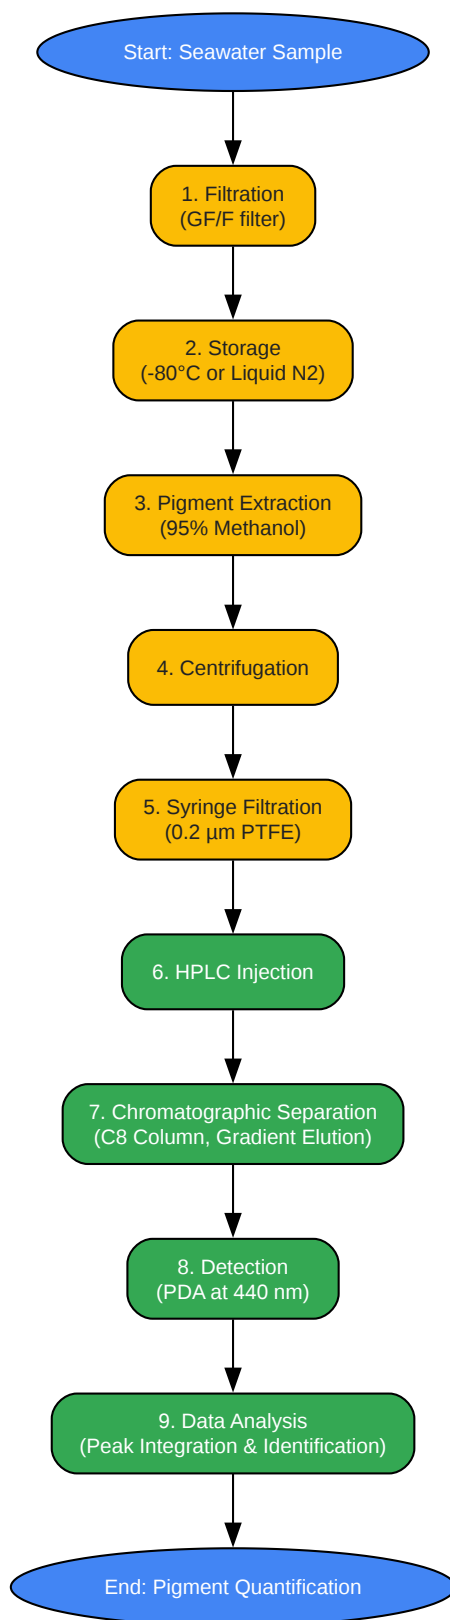 Start: Seawater Sample
1. Filtration
(GF/F filter)
2. Storage
(-80°C or Liquid N2)
3. Pigment Extraction
(95% Methanol)
4. Centrifugation
5. Syringe Filtration
(0.2 µm PTFE)
6. HPLC Injection
7. Chromatographic Separation
(C8 Column, Gradient Elution)
8. Detection
(PDA at 440 nm)
9. Data Analysis
(Peak Integration & Identification)
End: Pigment Quantification